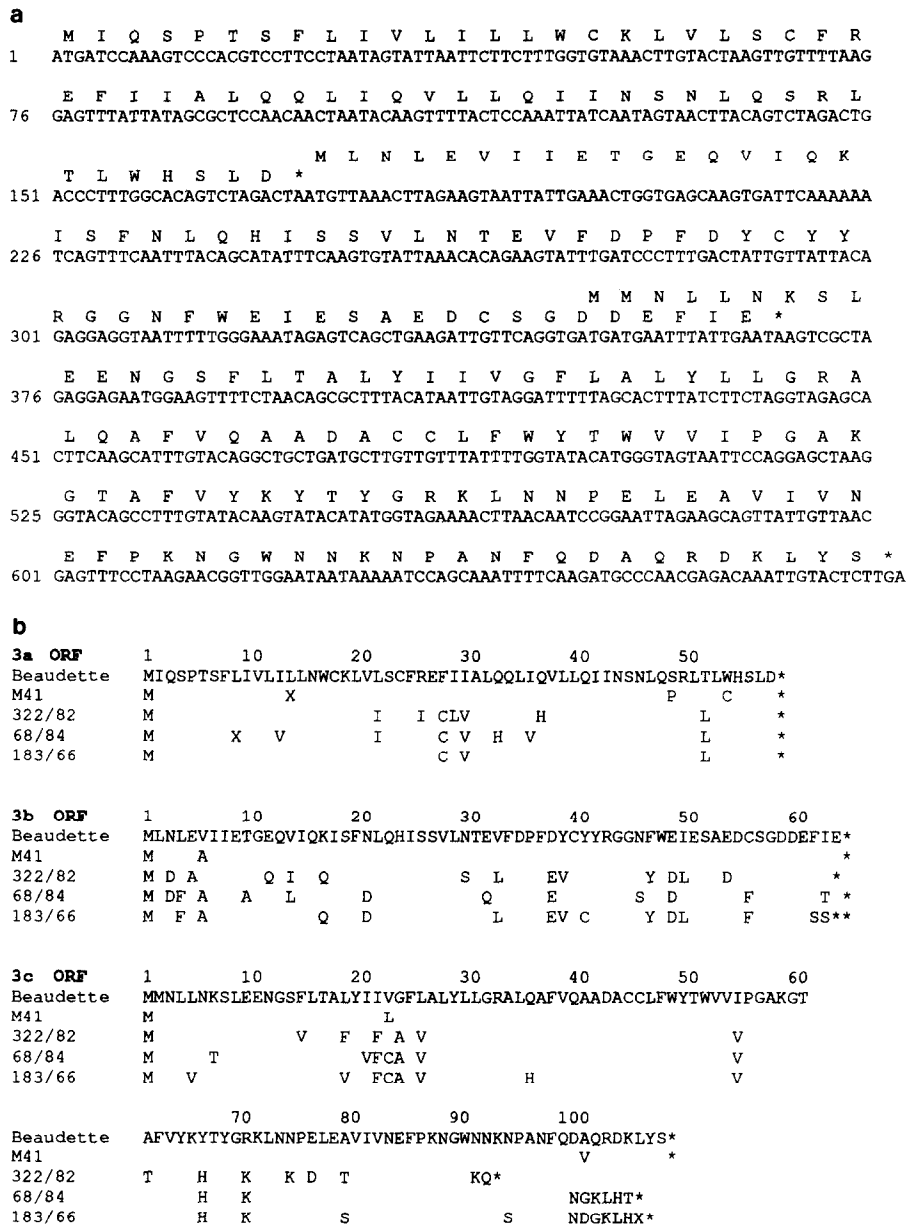 a
M I Q S P T S F L I V L I L L W C K L V L S C F R
1 ATGATCCAAAGTCCCACGTCCTTCCTAATAGTATTAATTCTTCTTTGGTGTAAACTTGTACTAAGTTGTTTTAAG
E F I I A L Q Q L I Q V L L Q I I N S N L Q S R L
76 GAGTTTATTATAGCGCTCCAACAACTAATACAAGTTTTACTCCAAATTATCAATAGTAACTTACAGTCTAGACTG
M L N L E V I I E T G E Q V I Q K
T L W H S L D *
151 ACCCTTTGGCACAGTCTAGACTAATGTTAAACTTAGAAGTAATTATTGAAACTGGTGAGCAAGTGATTCAAAAAA
I S F N L Q H I S S V L N T E V F D P F D Y C Y Y
226 TCAGTTTCAATTTACAGCATATTTCAAGTGTATTAAACACAGAAGTATTTGATCCCTTTGACTATTGTTATTACA
M M N L L N K S L
R G G N F W E I E S A E D C S G D D E F I E *
301 GAGGAGGTAATTTTTGGGAAATAGAGTCAGCTGAAGATTGTTCAGGTGATGATGAATTTATTGAATAAGTCGCTA
E E N G S F L T A L Y I I V G F L A L Y L L G R A
376 GAGGAGAATGGAAGTTTTCTAACAGCGCTTTACATAATTGTAGGATTTTTAGCACTTTATCTTCTAGGTAGAGCA
L Q A F V Q A A D A C C L F W Y T W V V I P G A K
451 CTTCAAGCATTTGTACAGGCTGCTGATGCTTGTTGTTTATTTTGGTATACATGGGTAGTAATTCCAGGAGCTAAG
G T A F V Y K Y T Y G R K L N N P E L E A V I V N
525 GGTACAGCCTTTGTATACAAGTATACATATGGTAGAAAACTTAACAATCCGGAATTAGAAGCAGTTATTGTTAAC
E F P K N G W N N K N P A N F Q D A Q R D K L Y S *
601 GAGTTTCCTAAGAACGGTTGGAATAATAAAAATCCAGCAAATTTTCAAGATGCCCAACGAGACAAATTGTACTCTTGA
b
3a ORF 1 10 20 30 40 50
Beaudette MIQSPTSFLIVLILLNWCKLVLSCFREFIIALQQLIQVLLQIINSNLQSRLTLWHSLD*
M41 M X P C *
322/82 M I I CLV H L *
68/84 M X V I C V H V L *
183/66 M C V L *
3b ORF 1 10 20 30 40 50 60
Beaudette MLNLEVIIETGEQVIQKISFNLQHISSVLNTEVFDPFDYCYYRGGNFWEIESAEDCSGDDEFIE*
M41 M A *
322/82 M D A Q I Q S L EV Y DL D *
68/84 M DF A A L D Q E S D F T *
183/66 M F A Q D L EV C Y DL F SS**
3c ORF 1 10 20 30 40 50 60
Beaudette MMNLLNKSLEENGSFLTALYIIVGFLALYLLGRALQAFVQAADACCLFWYTWVVIPGAKGT
M41 M L
322/82 M V F F A V V
68/84 M T VFCA V V
183/66 M V V FCA V H V
70 80 90 100
Beaudette AFVYKYTYGRKLNNPELEAVIVNEFPKNGWNNKNPANFQDAQRDKLYS*
M41 V *
322/82 T H K K D T KQ*
68/84 H K NGKLHT*
183/66 H K S S NDGKLHX*